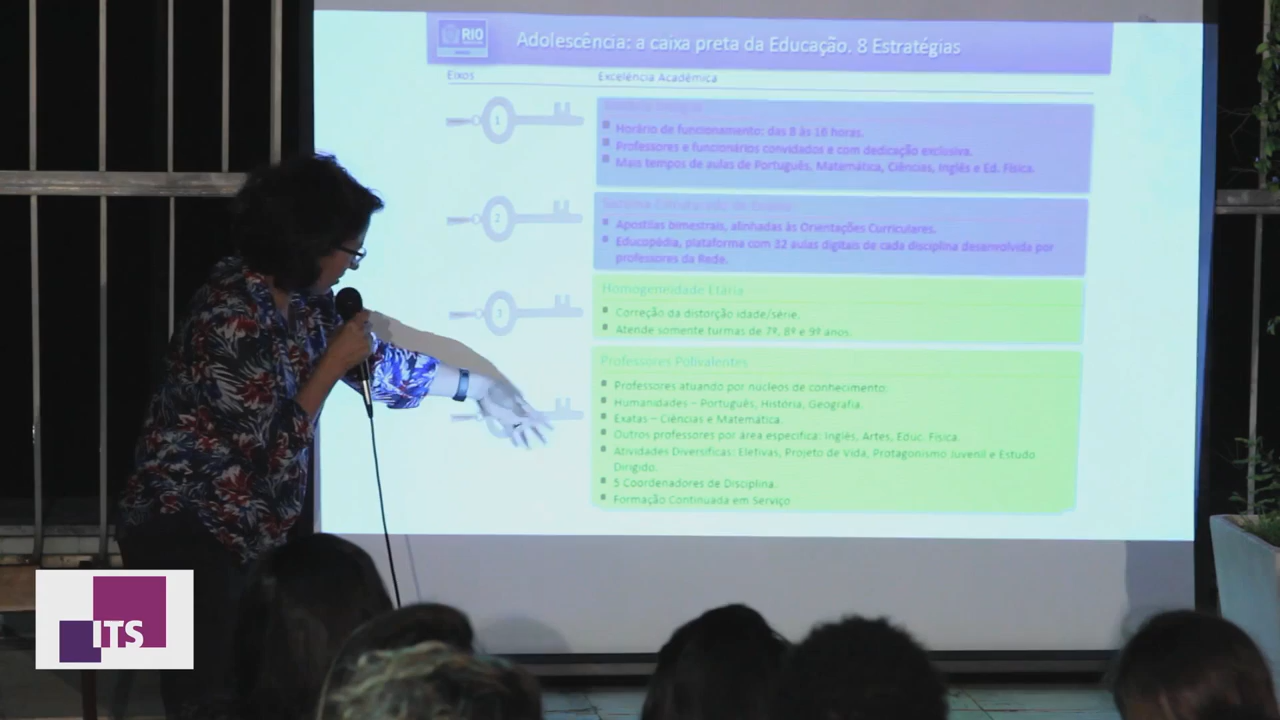 RIO
Adolescência: a caixa preta da Educação. 8 Estratégias
Eixos
Excelência Acadêmica
1
Horário de funcionamento: das 8 às 16 horas.
Professores e funcionários convidados e com dedicação exclusiva.
Mais tempos de aulas de Português, Matemática, Ciências, Inglês e Ed. Física.
2
Apostilas bimestrais, alinhadas às Orientações Curriculares.
Educopédia, plataforma com 32 aulas digitais de cada disciplina desenvolvida por
professores da Rede.
3
Homogeneidade Etária
Correção da distorção idade/série.
Atende somente turmas de 7º, 8º e 9º anos.
Professores Polivalentes
Professores atuando por núcleos de conhecimento:
Humanidades – Português, História, Geografia.
Exatas – Ciências e Matemática.
Outros professores por área específica: Inglês, Artes, Educ. Física.
Atividades Diversificas: Eletivas, Projeto de Vida, Protagonismo Juvenil e Estudo
Dirigido.
5 Coordenadores de Disciplina.
Formação Continuada em Serviço
ITS